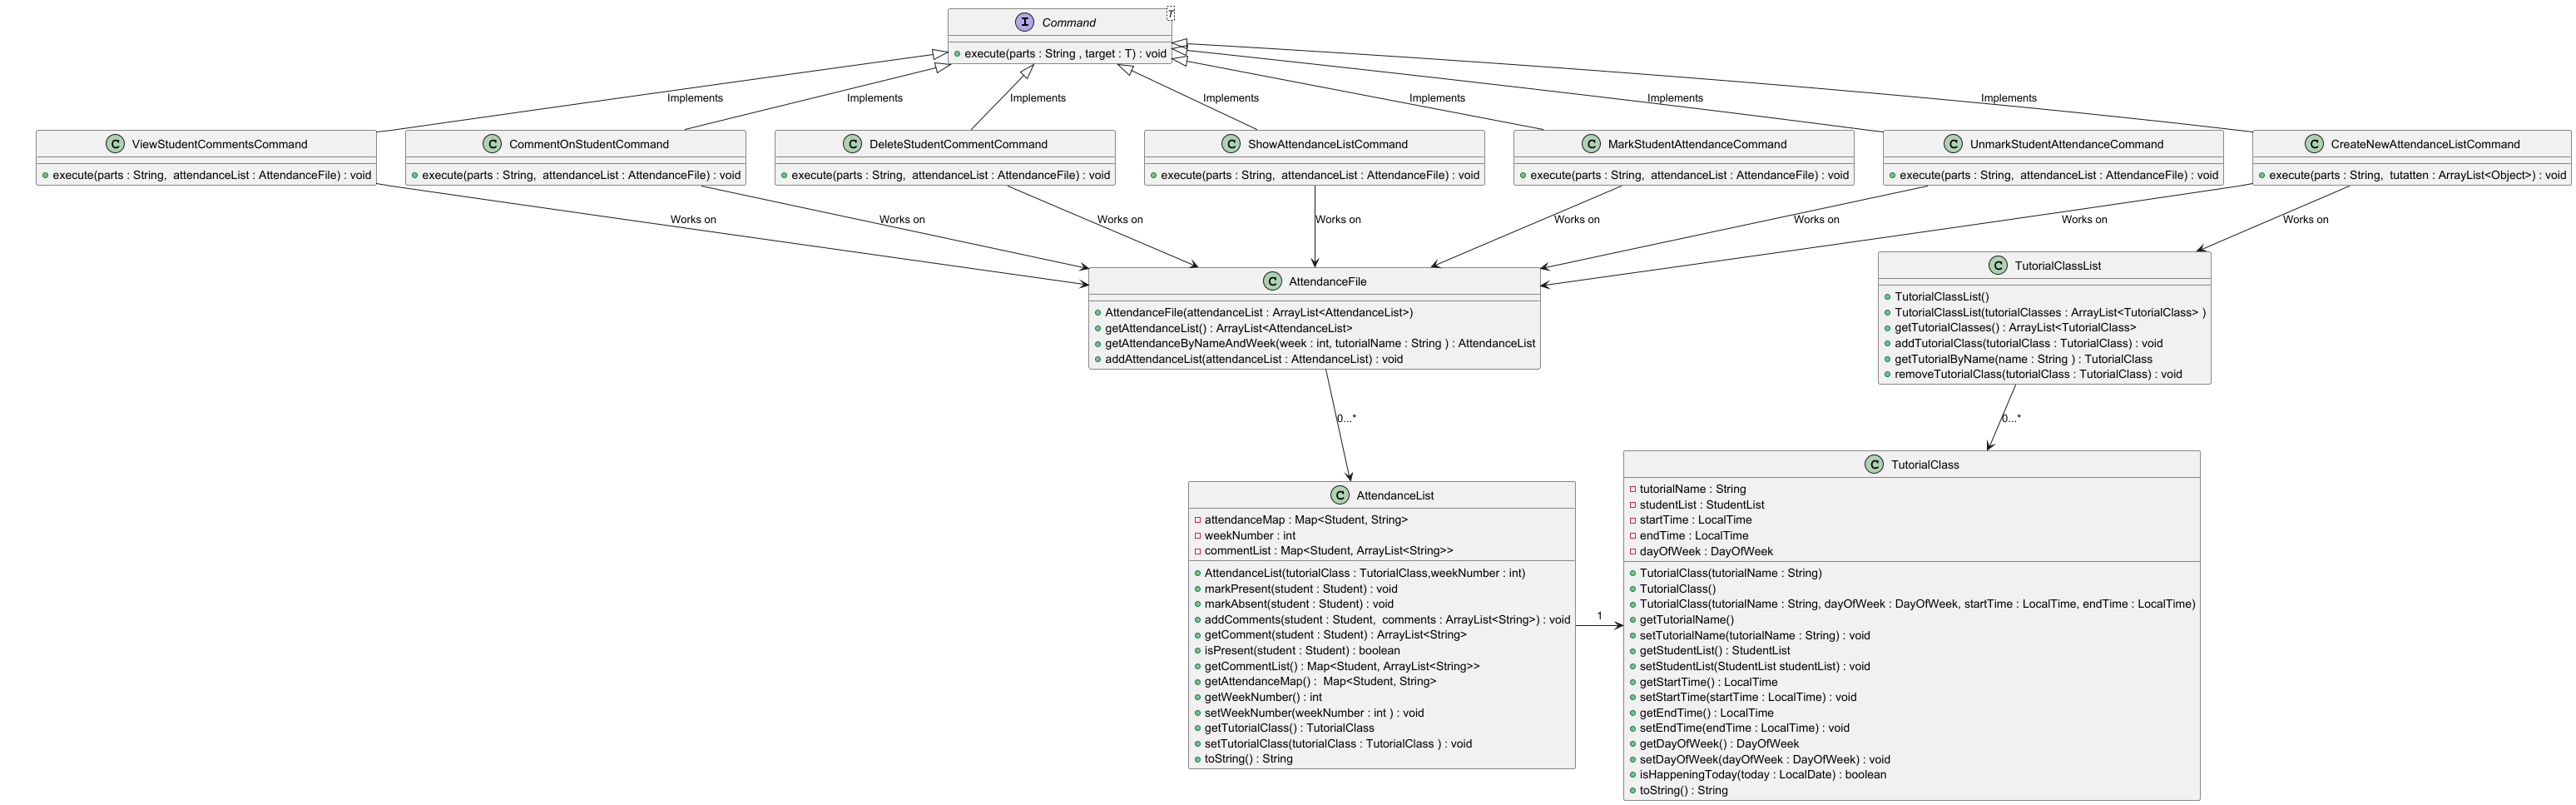 I Command T
execute(parts : String , target : T) : void
Implements
Implements
Implements
Implements
Implements
Implements
Implements
C ViewStudentCommentsCommand
execute(parts : String, attendanceList : AttendanceFile) : void
C CommentOnStudentCommand
execute(parts : String, attendanceList : AttendanceFile) : void
C DeleteStudentCommentCommand
execute(parts : String, attendanceList : AttendanceFile) : void
C ShowAttendanceListCommand
execute(parts : String, attendanceList : AttendanceFile) : void
C MarkStudentAttendanceCommand
execute(parts : String, attendanceList : AttendanceFile) : void
C UnmarkStudentAttendanceCommand
execute(parts : String, attendanceList : AttendanceFile) : void
C CreateNewAttendanceListCommand
execute(parts : String, tutatten : ArrayList<Object>) : void
Works on
Works on
Works on
Works on
Works on
Works on
Works on
Works on
C AttendanceFile
AttendanceFile(attendanceList : ArrayList<AttendanceList>)
getAttendanceList() : ArrayList<AttendanceList>
getAttendanceByNameAndWeek(week : int, tutorialName : String ) : AttendanceList
addAttendanceList(attendanceList : AttendanceList) : void
C TutorialClassList
TutorialClassList()
TutorialClassList(tutorialClasses : ArrayList<TutorialClass> )
getTutorialClasses() : ArrayList<TutorialClass>
addTutorialClass(tutorialClass : TutorialClass) : void
getTutorialByName(name : String ) : TutorialClass
removeTutorialClass(tutorialClass : TutorialClass) : void
0...*
0...*
C AttendanceList
attendanceMap : Map<Student, String>
weekNumber : int
commentList : Map<Student, ArrayList<String>>
AttendanceList(tutorialClass : TutorialClass,weekNumber : int)
markPresent(student : Student) : void
markAbsent(student : Student) : void
addComments(student : Student, comments : ArrayList<String>) : void
getComment(student : Student) : ArrayList<String>
isPresent(student : Student) : boolean
getCommentList() : Map<Student, ArrayList<String>>
getAttendanceMap() : Map<Student, String>
getWeekNumber() : int
setWeekNumber(weekNumber : int ) : void
getTutorialClass() : TutorialClass
setTutorialClass(tutorialClass : TutorialClass ) : void
toString() : String
1
C TutorialClass
tutorialName : String
studentList : StudentList
startTime : LocalTime
endTime : LocalTime
dayOfWeek : DayOfWeek
TutorialClass(tutorialName : String)
TutorialClass()
TutorialClass(tutorialName : String, dayOfWeek : DayOfWeek, startTime : LocalTime, endTime : LocalTime)
getTutorialName()
setTutorialName(tutorialName : String) : void
getStudentList() : StudentList
setStudentList(StudentList studentList) : void
getStartTime() : LocalTime
setStartTime(startTime : LocalTime) : void
getEndTime() : LocalTime
setEndTime(endTime : LocalTime) : void
getDayOfWeek() : DayOfWeek
setDayOfWeek(dayOfWeek : DayOfWeek) : void
isHappeningToday(today : LocalDate) : boolean
toString() : String